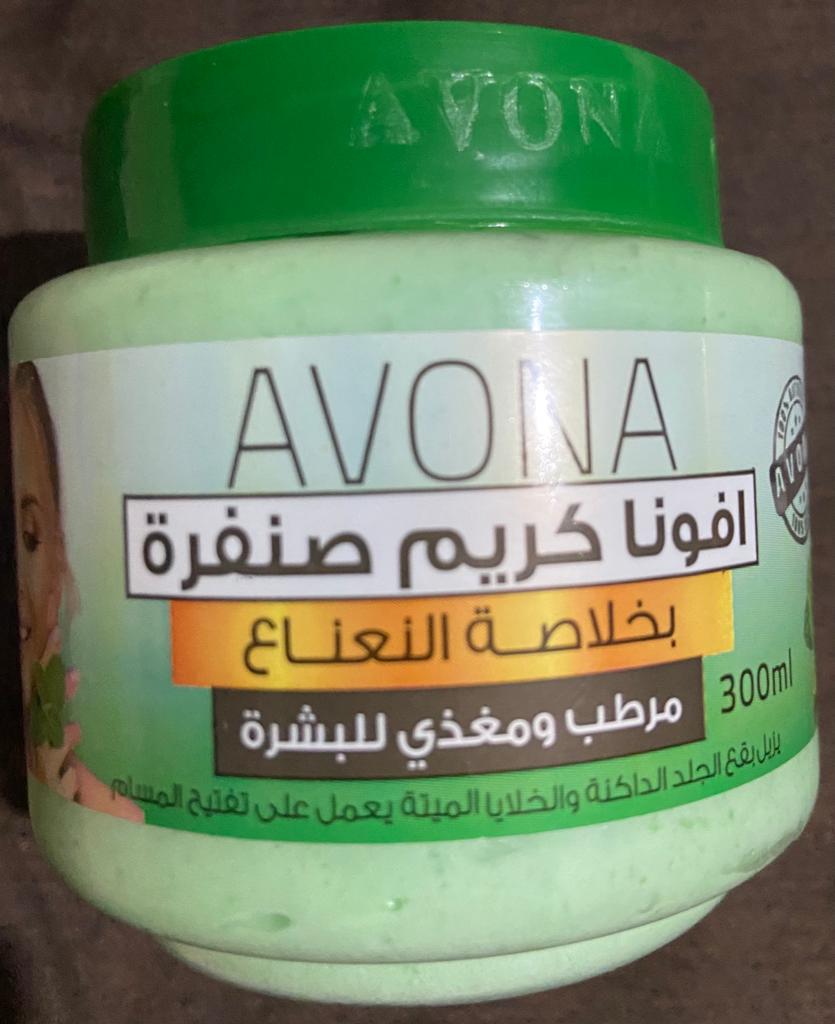 AVONA
AVONA
افونا كريم صنفرة
بخلاصة النعناع
مرطب ومغذي للبشرة
300ml
يزيل بقع الجلد الداكنة والخلايا الميتة يعمل على تفتيح المسام